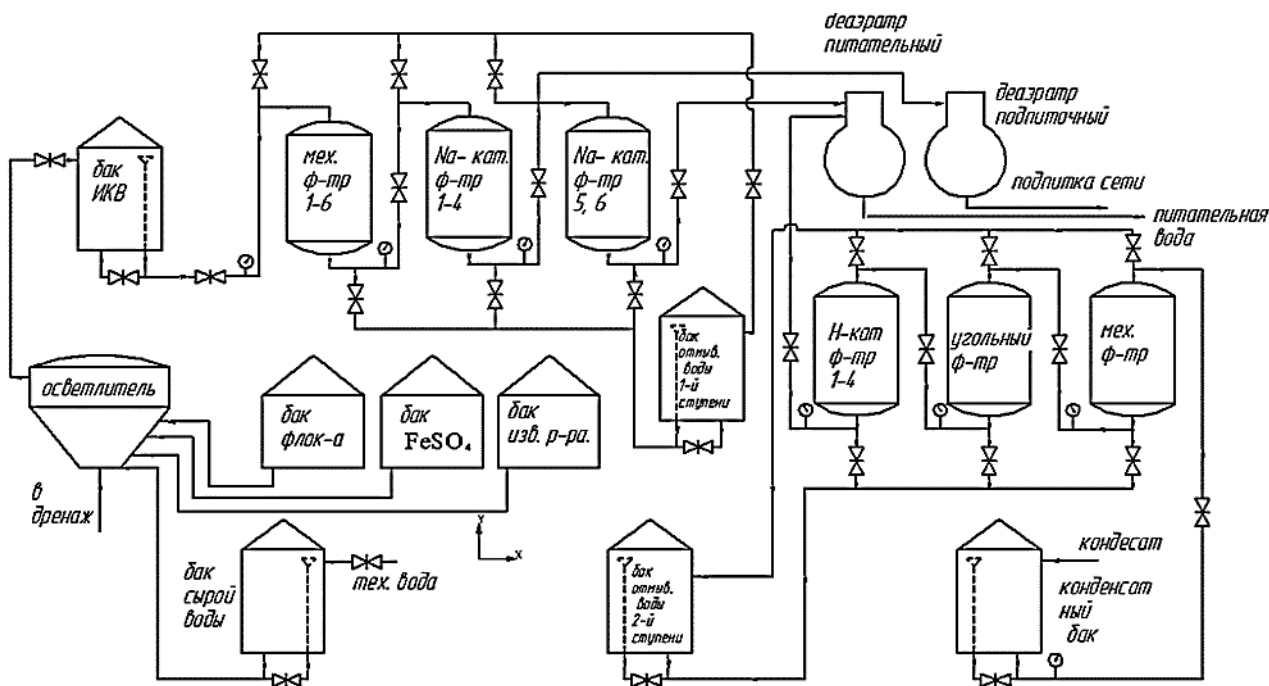 dеаэратр
питательный
деаэратр
подпиточный
бак
ИКВ
мех.
ф-тр
1-6
Na- кат.
ф-тр
1-4
Na- кат.
ф-тр
5, 6
подпитка сети
питательная
вода
бак
отмыв.
воды
1-й
ступени
Н-кат
ф-тр
1-4
угольный
ф-тр
мех.
ф-тр
осветлитель
бак
флок-а
бак
FeSO₄
бак
изв. р-ра.
в
дренаж
Y
X
бак
сырой
воды
тех. вода
бак
отмыв.
воды
2-й
ступени
кондесат
конденсат
ный
бак